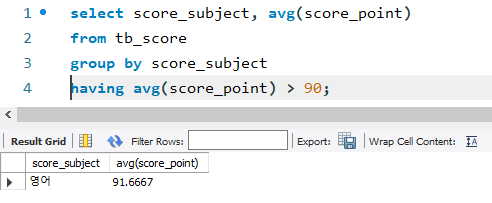 1 select score_subject, avg(score_point)
2 from tb_score
3 group by score_subject
4 having avg(score_point) > 90;
Result Grid Filter Rows: Export: Wrap Cell Content: IA
score_subject avg(score_point)
영어 91.6667